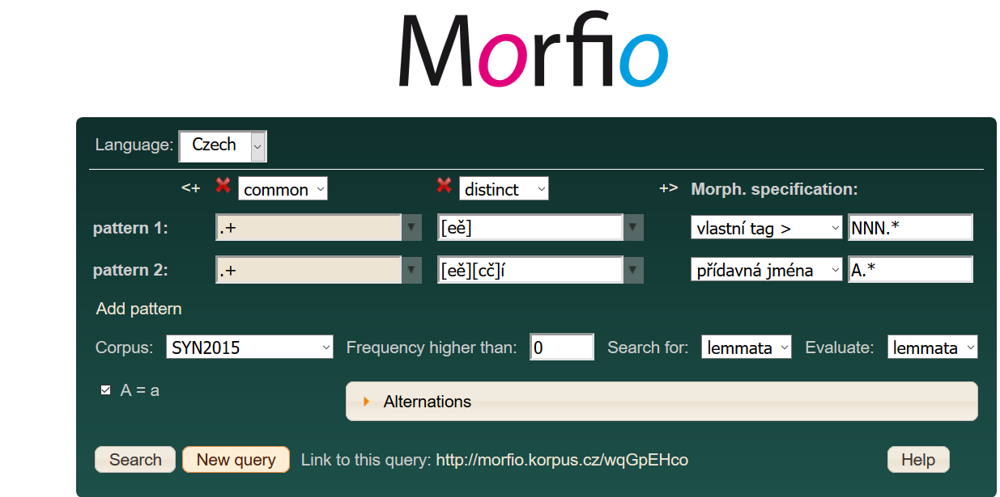 Morfio
Language: Czech
<+ common distinct +> Morph. specification:
pattern 1: .+ [eě] vlastní tag > NNN.*
pattern 2: .+ [eě][cč]í přídavná jména A.*
Add pattern
Corpus: SYN2015 Frequency higher than: 0 Search for: lemmata Evaluate: lemmata
A = a Alternations
Search New query Link to this query: http://morfio.korpus.cz/wqGpEHco Help